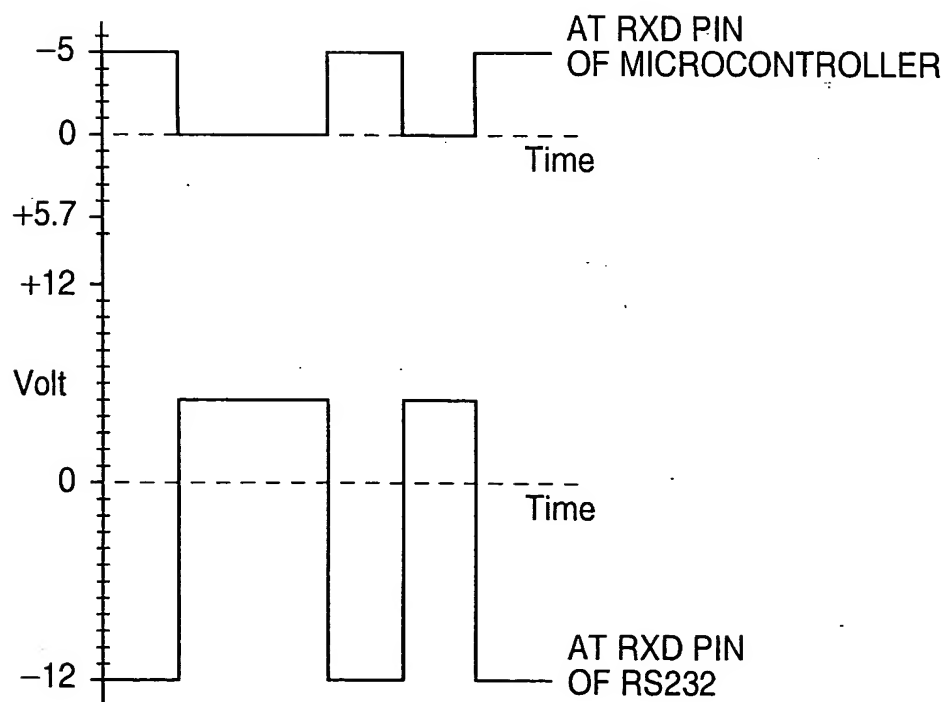 −5
AT RXD PIN
OF MICROCONTROLLER
0
Time
+5.7
+12
Volt
0
Time
−12
AT RXD PIN
OF RS232